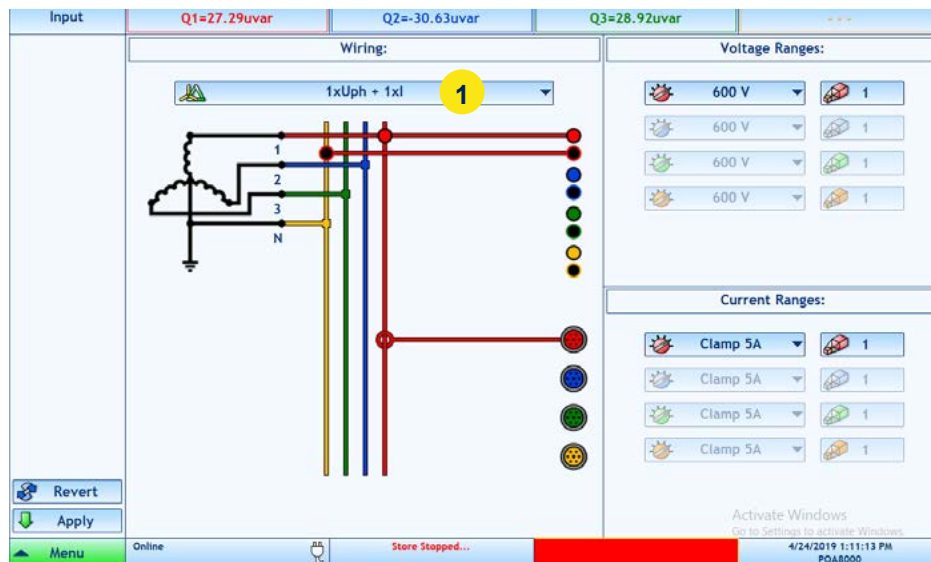 Input
Q1=27.29uvar
Q2=-30.63uvar
Q3=28.92uvar
- - -
Wiring:
1xUph + 1xI
1
1
2
3
N
Voltage Ranges:
600 V 1
600 V 1
600 V 1
600 V 1
Current Ranges:
Clamp 5A 1
Clamp 5A 1
Clamp 5A 1
Clamp 5A 1
Revert
Apply
Menu
Online
Store Stopped...
Activate Windows
Go to Settings to activate Windows.
4/24/2019 1:11:13 PM
PQA8000